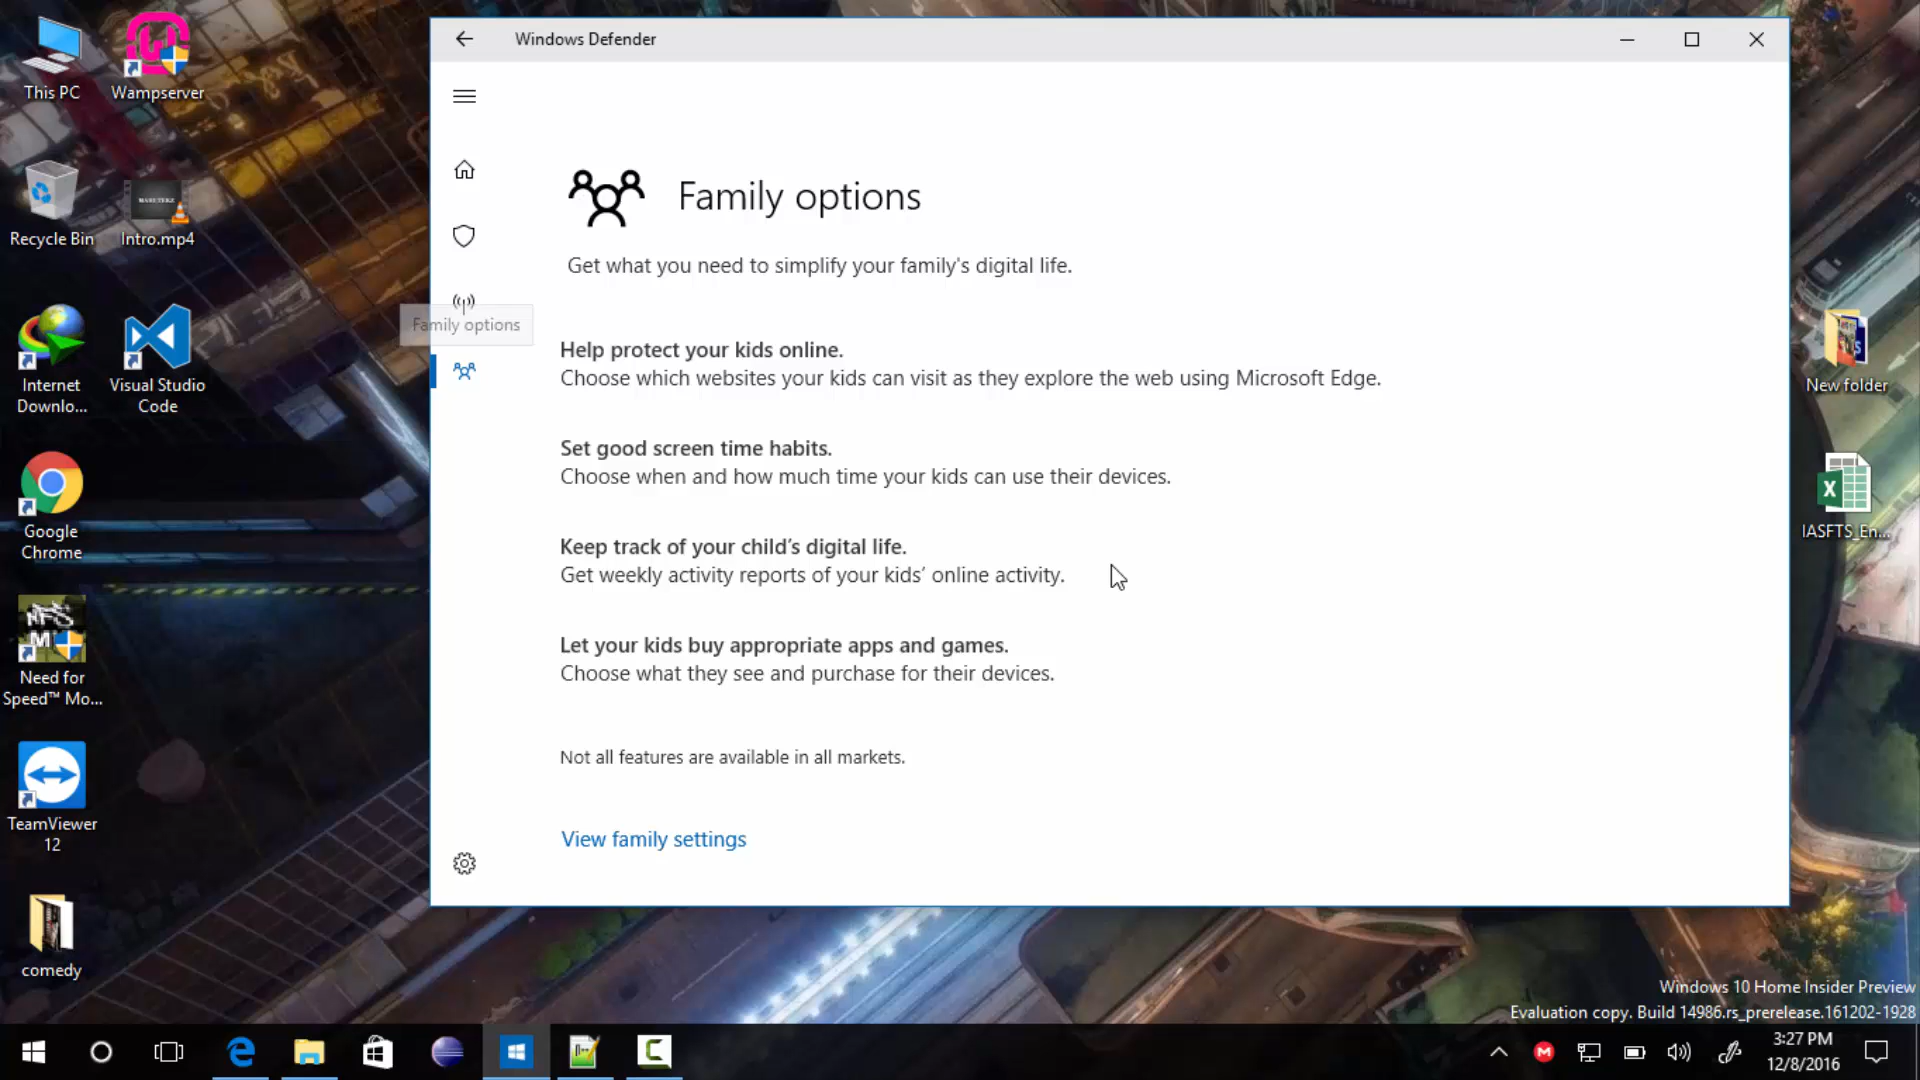 This PC
Wampserver
Recycle Bin
Intro.mp4
Internet
Downlo...
Visual Studio
Code
Google
Chrome
Need for
Speed™ Mo...
TeamViewer
12
comedy
Windows Defender
Family options
Get what you need to simplify your family's digital life.
Family options
Help protect your kids online.
Choose which websites your kids can visit as they explore the web using Microsoft Edge.
Set good screen time habits.
Choose when and how much time your kids can use their devices.
Keep track of your child’s digital life.
Get weekly activity reports of your kids’ online activity.
Let your kids buy appropriate apps and games.
Choose what they see and purchase for their devices.
Not all features are available in all markets.
View family settings
New folder
IASFTS_En...
Windows 10 Home Insider Preview
Evaluation copy. Build 14986.rs_prerelease.161202-1928
3:27 PM
12/8/2016